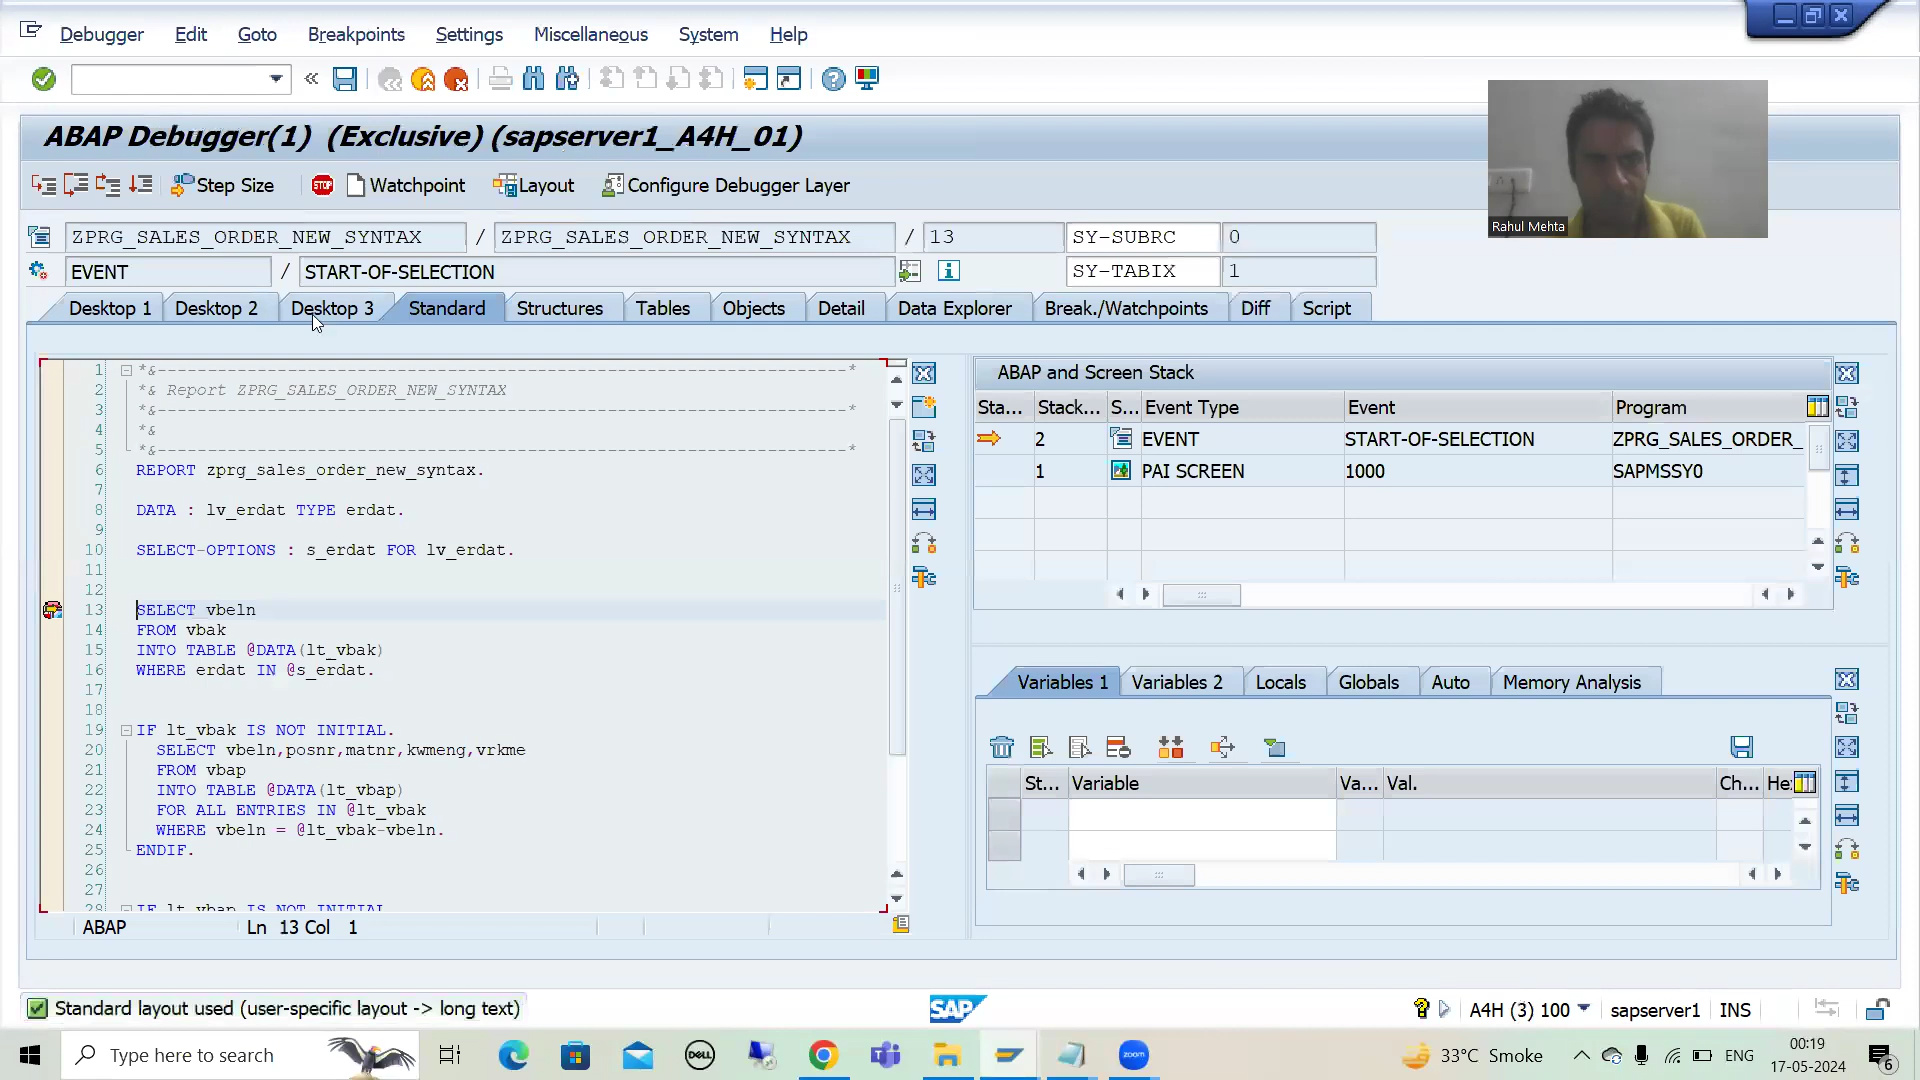 Debugger Edit Goto Breakpoints Settings Miscellaneous System Help
ABAP Debugger(1) (Exclusive) (sapserver1_A4H_01)
Step Size STOP Watchpoint Layout Configure Debugger Layer
Rahul Mehta
ZPRG_SALES_ORDER_NEW_SYNTAX / ZPRG_SALES_ORDER_NEW_SYNTAX / 13 SY-SUBRC 0
EVENT / START-OF-SELECTION SY-TABIX 1
Desktop 1 Desktop 2 Desktop 3 Standard Structures Tables Objects Detail Data Explorer Break./Watchpoints Diff Script
1 *&---------------------------------------------------------------------*
2 *& Report ZPRG_SALES_ORDER_NEW_SYNTAX
3 *&---------------------------------------------------------------------*
4 *&
5 *&---------------------------------------------------------------------*
6 REPORT zprg_sales_order_new_syntax.
7
8 DATA : lv_erdat TYPE erdat.
9
10 SELECT-OPTIONS : s_erdat FOR lv_erdat.
11
12
13 SELECT vbeln
14 FROM vbak
15 INTO TABLE @DATA(lt_vbak)
16 WHERE erdat IN @s_erdat.
17
18
19 IF lt_vbak IS NOT INITIAL.
20 SELECT vbeln,posnr,matnr,kwmeng,vrkme
21 FROM vbap
22 INTO TABLE @DATA(lt_vbap)
23 FOR ALL ENTRIES IN @lt_vbak
24 WHERE vbeln = @lt_vbak-vbeln.
25 ENDIF.
26
27
28 IF lt_vbap IS NOT INITIAL
ABAP Ln 13 Col 1
ABAP and Screen Stack
Sta... Stack... S... Event Type Event Program
2 EVENT START-OF-SELECTION ZPRG_SALES_ORDER_
1 PAI SCREEN 1000 SAPMSSY0
Variables 1 Variables 2 Locals Globals Auto Memory Analysis
St... Variable Va... Val. Ch... He
Standard layout used (user-specific layout -> long text)
SAP
A4H (3) 100 sapserver1 INS
Type here to search
DELL
zoom
33°C Smoke
ENG
00:19
17-05-2024
6